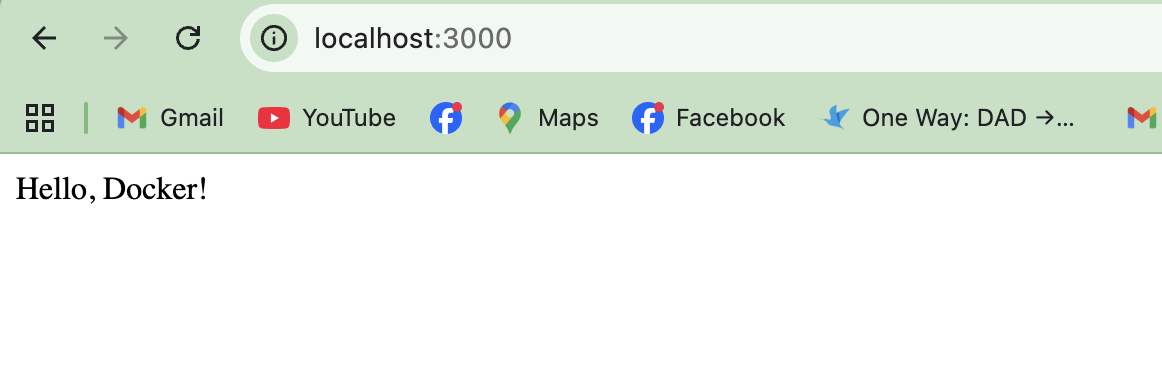 localhost:3000
Gmail YouTube Maps Facebook One Way: DAD →...
Hello, Docker!